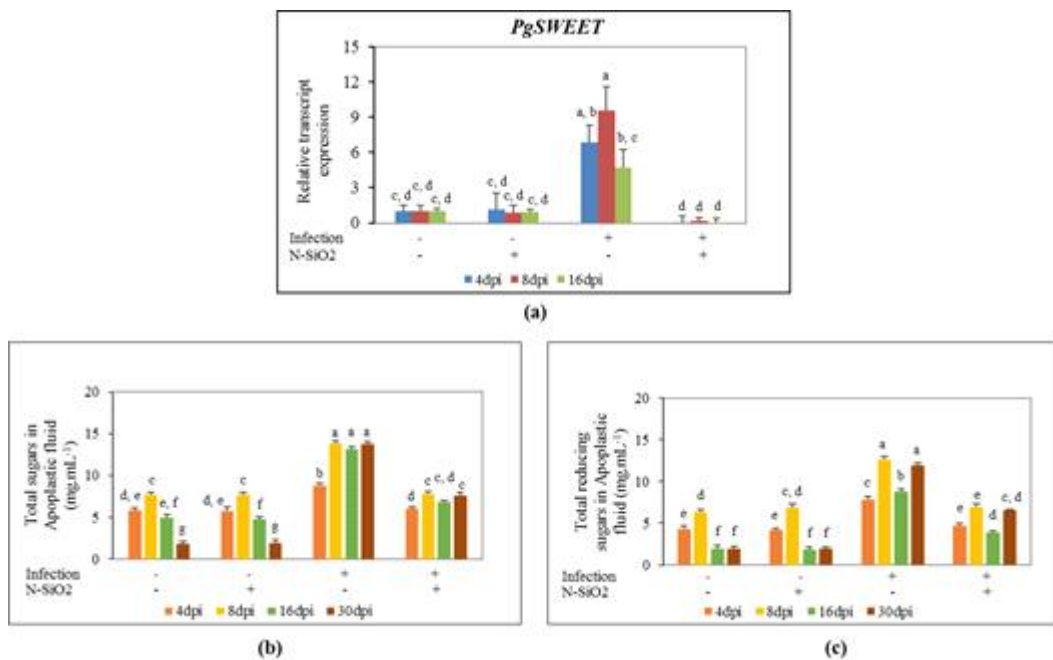 PgSWEET
15
12
9
6
3
0
Relative transcript
expression
c, d c, d c, d
c, d c, d c, d
a, b a b, c
d d d
Infection - - + +
N-SiO2 - + - +
4dpi 8dpi 16dpi
(a)
20
15
10
5
0
Total sugars in
Apoplastic fluid
(mg.mL-1)
d, e c e, f g
d, e c f g
b a a a
d c c, d c
Infection - - + +
N-SiO2 - + - +
4dpi 8dpi 16dpi 30dpi
(b)
20
15
10
5
0
Total reducing
sugars in Apoplastic
fluid (mg.mL-1)
e d f f
e c, d f f
c a b a
e e d c, d
Infection - - + +
N-SiO2 - + - +
4dpi 8dpi 16dpi 30dpi
(c)